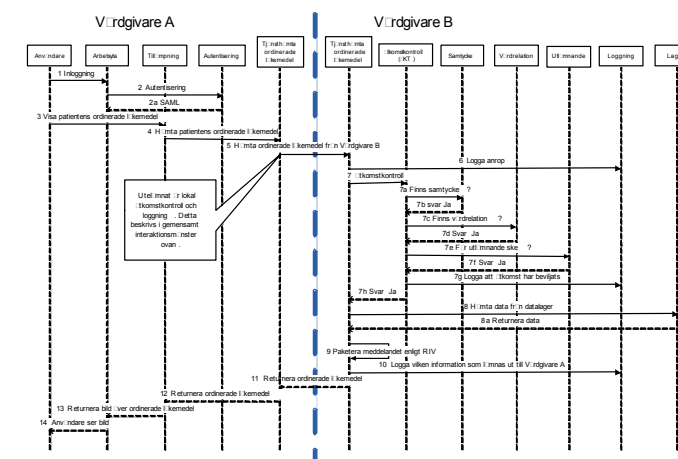 V□rdgivare A
V□rdgivare B
Anv□ndare
Arbetsyta
Till□mpning
Autentisering
Tj□nsth□mta
ordinerade
l□kemedel
Tj□nsth□mta
ordinerade
l□kemedel
□tkomstkontroll
(□KT)
Samtycke
V□rdrelation
Utl□mnande
Loggning
Lag
1 Inloggning
2 Autentisering
2a SAML
3 Visa patientens ordinerade l□kemedel
4 H□mta patientens ordinerade l□kemedel
5 H□mta ordinerade l□kemedel fr□n V□rdgivare B
6 Logga anrop
7 □tkomstkontroll
7a Finns samtycke ?
7b svar Ja
7c Finns v□rdrelation ?
7d Svar Ja
7e F□r utl□mnande ske ?
7f Svar Ja
7g Logga att □tkomst har beviljats
7h Svar Ja
Utel□mnat □r lokal
□tkomstkontroll och
loggning . Detta
beskrivs i gemensamt
interaktionsm□nster
ovan .
8 H□mta data fr□n datalager
8a Returnera data
9 Paketera meddelandet enligt RIV
10 Logga vilken information som l□mnas ut till V□rdgivare A
11 Returnera ordinerade l□kemedel
12 Returnera ordinerade l□kemedel
13 Returnera bild □ver ordinerade l□kemedel
14 Anv□ndare ser bild